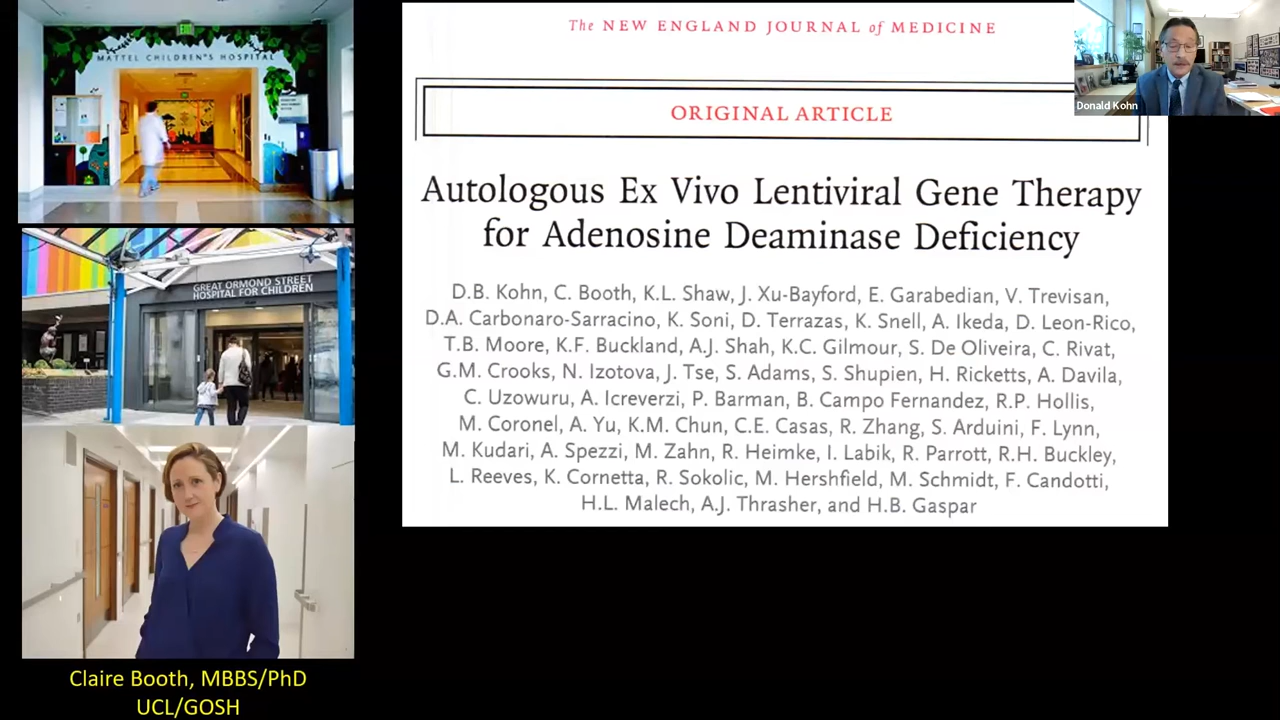 MATTEL CHILDREN'S HOSPITAL
GREAT ORMOND STREET
HOSPITAL FOR CHILDREN
Claire Booth, MBBS/PhD
UCL/GOSH
The NEW ENGLAND JOURNAL of MEDICINE
ORIGINAL ARTICLE
Autologous Ex Vivo Lentiviral Gene Therapy
for Adenosine Deaminase Deficiency
D.B. Kohn, C. Booth, K.L. Shaw, J. Xu-Bayford, E. Garabedian, V. Trevisan,
D.A. Carbonaro-Sarracino, K. Soni, D. Terrazas, K. Snell, A. Ikeda, D. Leon-Rico,
T.B. Moore, K.F. Buckland, A.J. Shah, K.C. Gilmour, S. De Oliveira, C. Rivat,
G.M. Crooks, N. Izotova, J. Tse, S. Adams, S. Shupien, H. Ricketts, A. Davila,
C. Uzowuru, A. Icreverzi, P. Barman, B. Campo Fernandez, R.P. Hollis,
M. Coronel, A. Yu, K.M. Chun, C.E. Casas, R. Zhang, S. Arduini, F. Lynn,
M. Kudari, A. Spezzi, M. Zahn, R. Heimke, I. Labik, R. Parrott, R.H. Buckley,
L. Reeves, K. Cornetta, R. Sokolic, M. Hershfield, M. Schmidt, F. Candotti,
H.L. Malech, A.J. Thrasher, and H.B. Gaspar
Donald Kohn